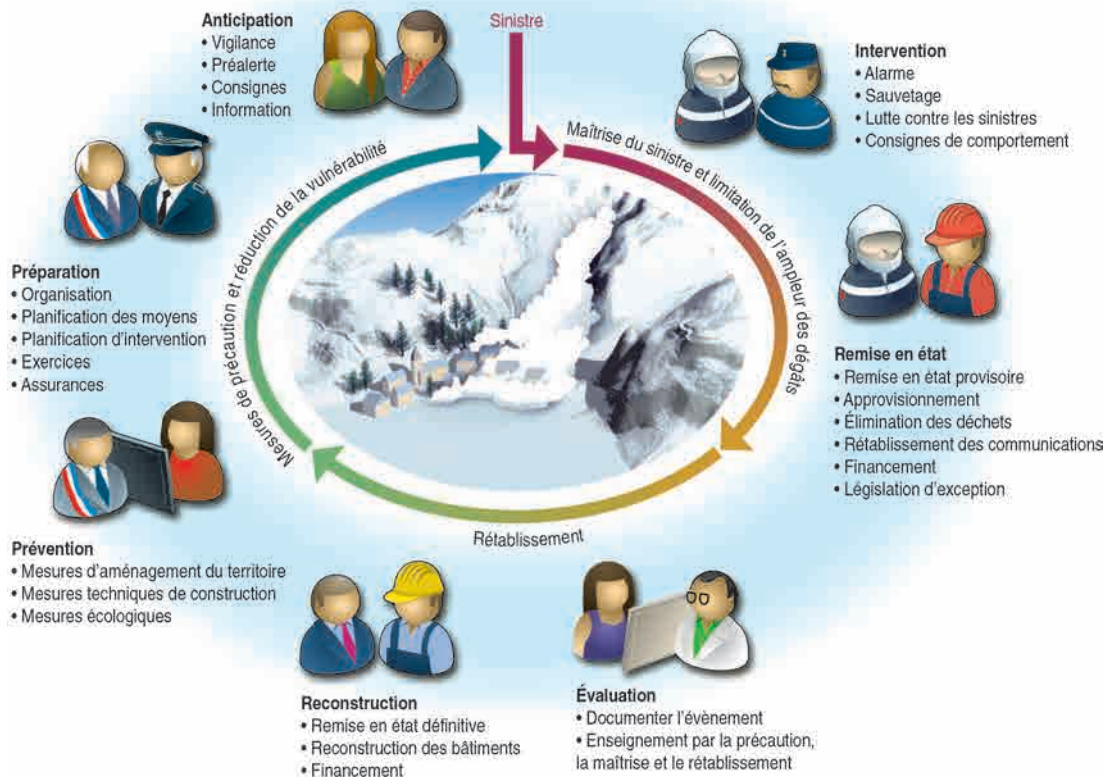 Sinistre
Anticipation
• Vigilance
• Préalerte
• Consignes
• Information
Intervention
• Alarme
• Sauvetage
• Lutte contre les sinistres
• Consignes de comportement
Maîtrise du sinistre et limitation de l'ampleur des dégâts
Remise en état
• Remise en état provisoire
• Approvisionnement
• Élimination des déchets
• Rétablissement des communications
• Financement
• Législation d'exception
Rétablissement
Évaluation
• Documenter l'évènement
• Enseignement par la précaution,
la maîtrise et le rétablissement
Reconstruction
• Remise en état définitive
• Reconstruction des bâtiments
• Financement
Mesures de précaution et réduction de la vulnérabilité
Prévention
• Mesures d'aménagement du territoire
• Mesures techniques de construction
• Mesures écologiques
Préparation
• Organisation
• Planification des moyens
• Planification d'intervention
• Exercices
• Assurances